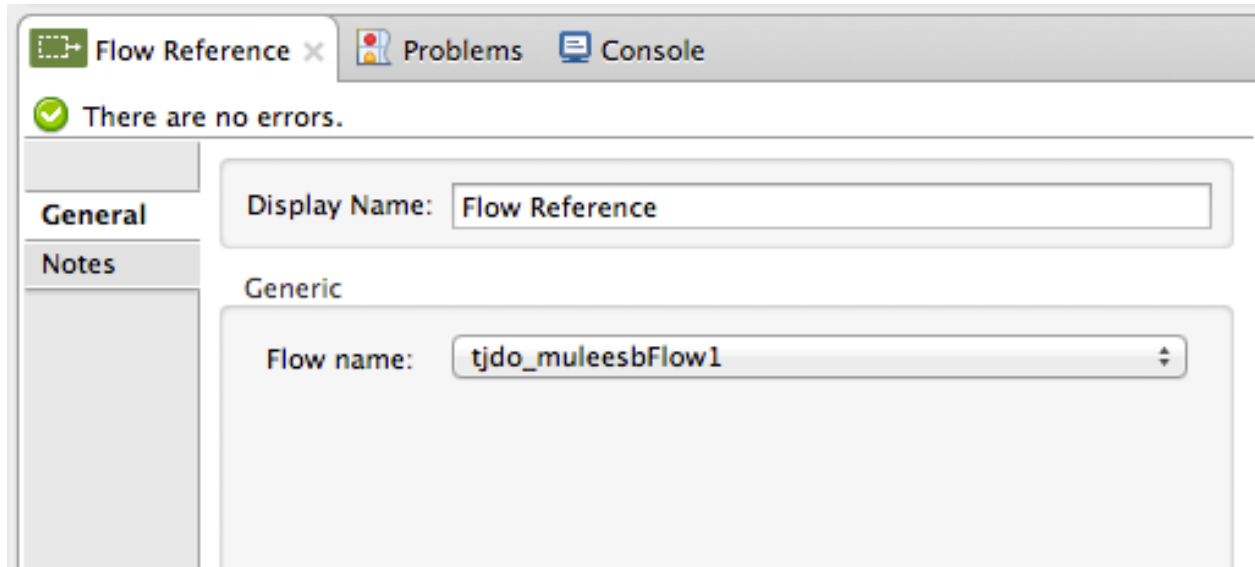 Flow Reference Problems Console
There are no errors.
General
Notes
Display Name: Flow Reference
Generic
Flow name: tjdo_muleesbFlow1